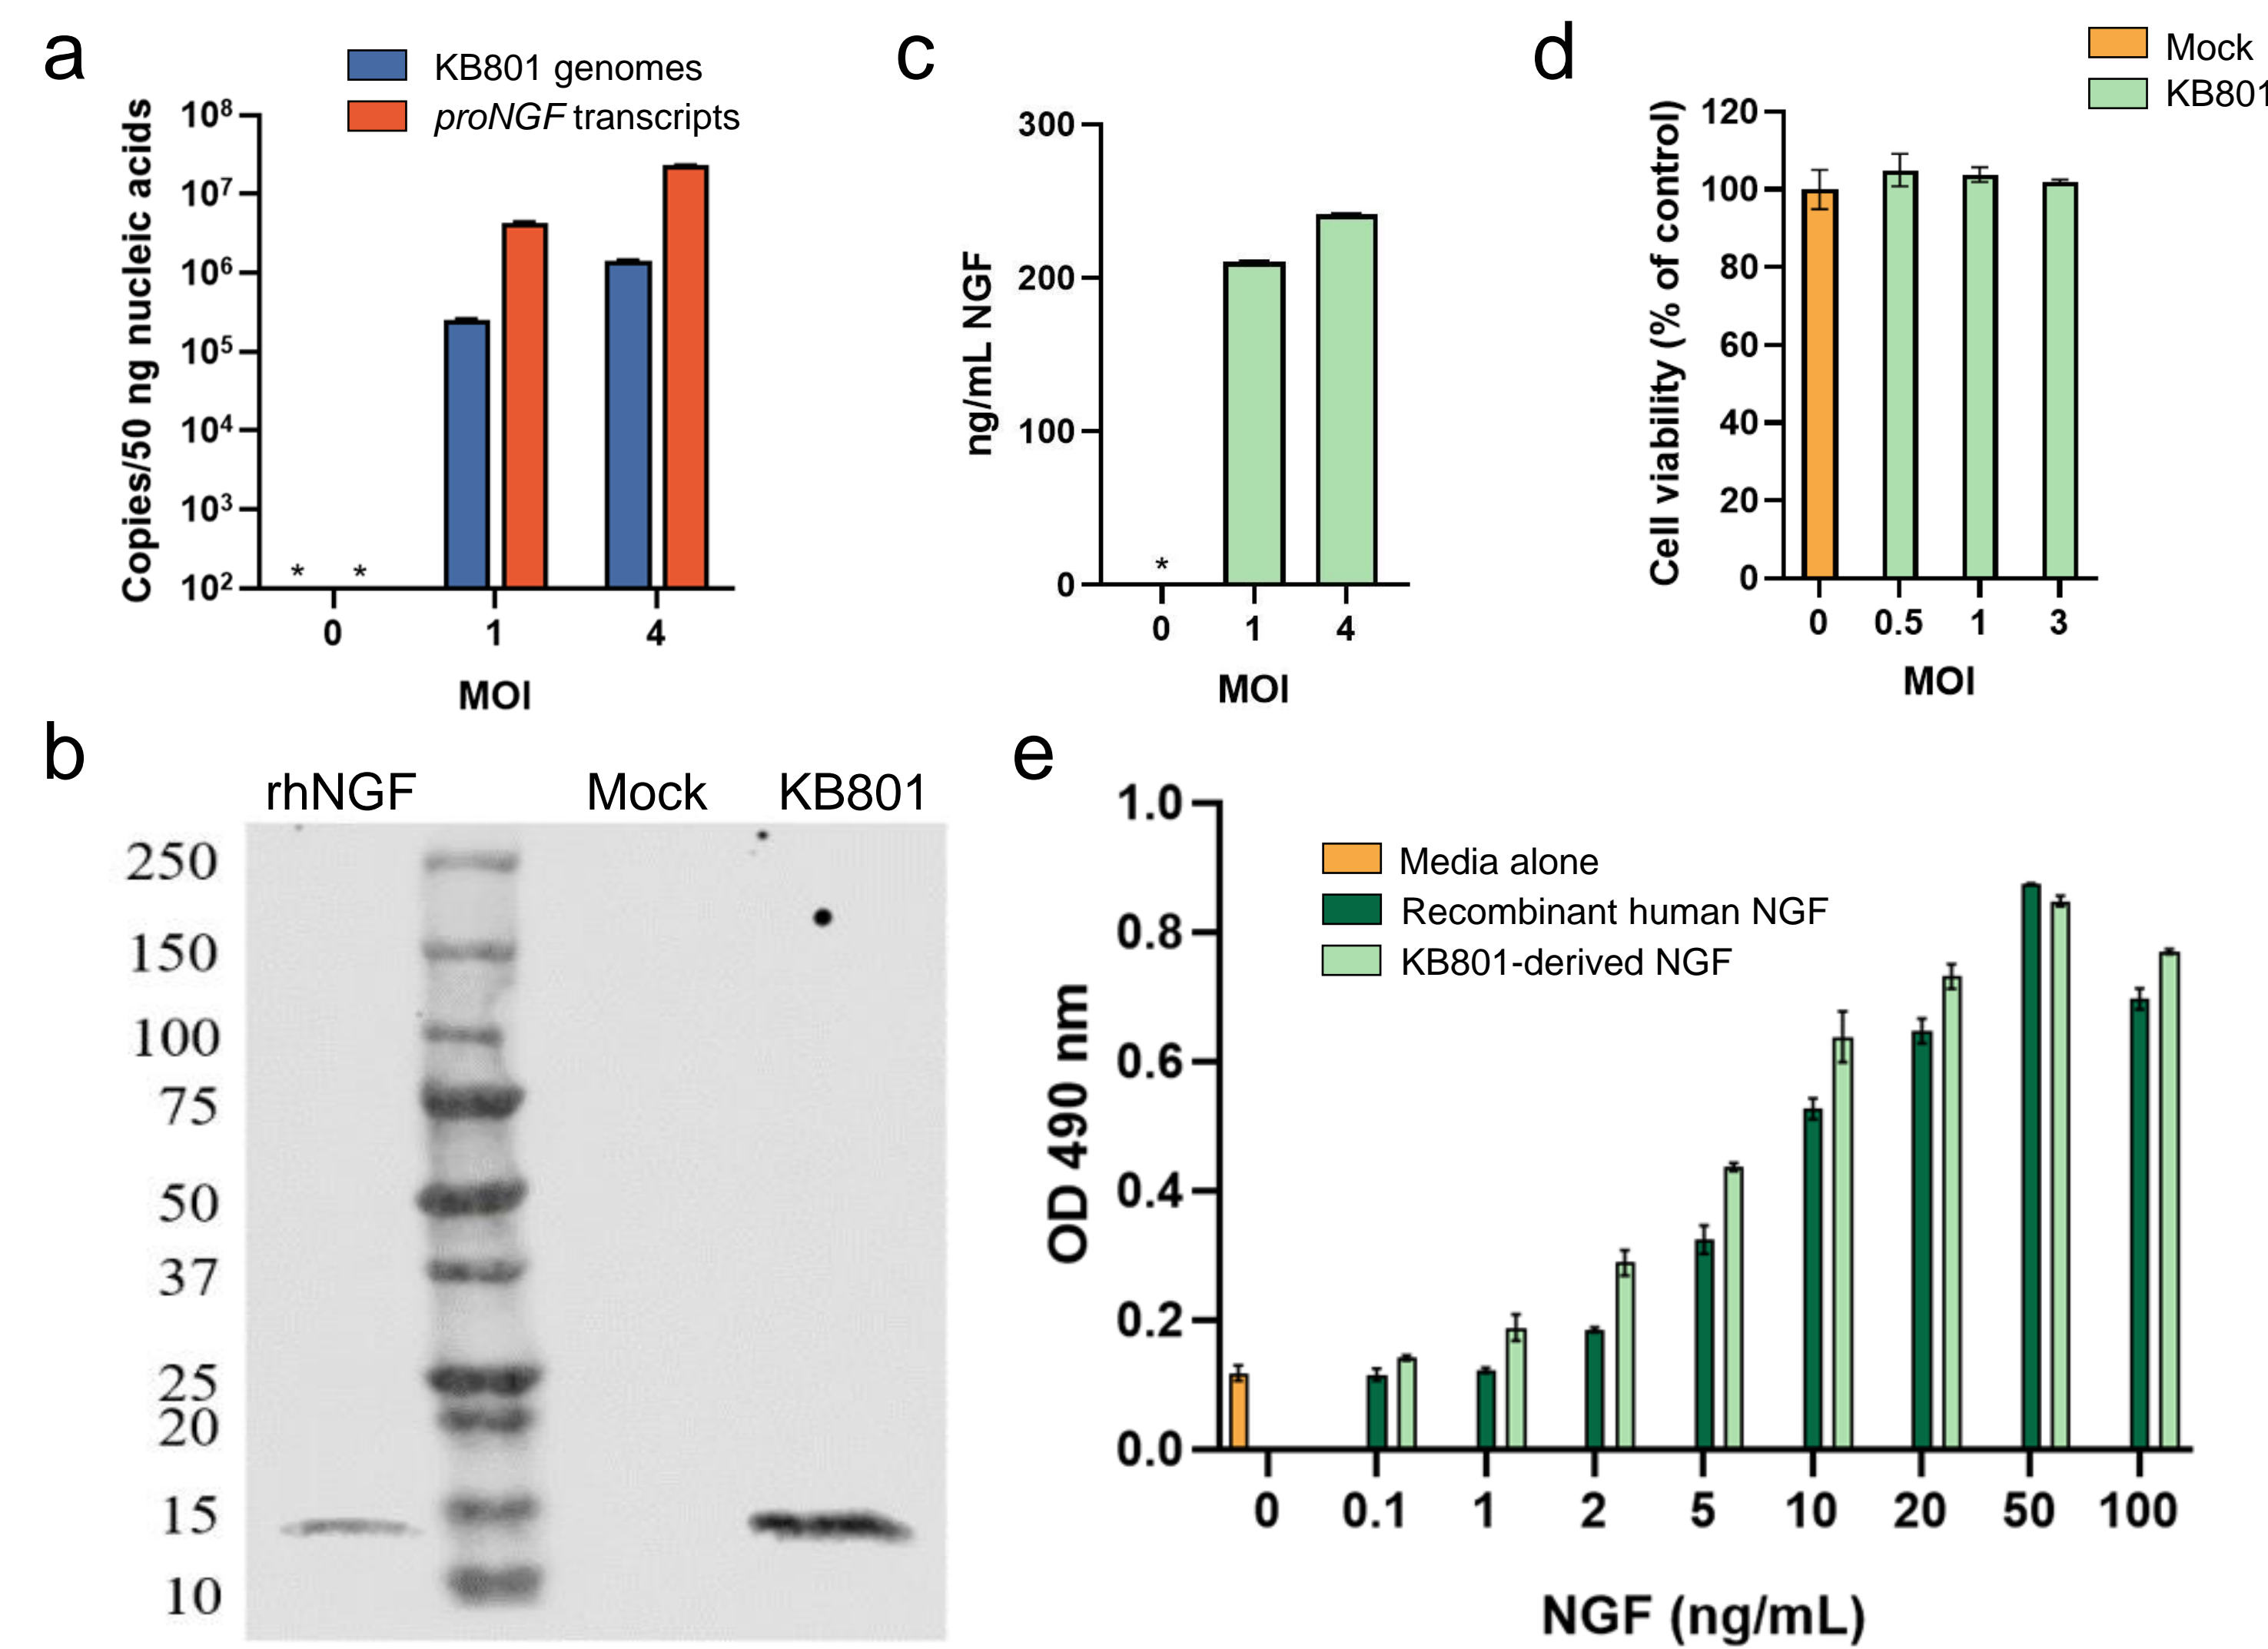 a
KB801 genomes
proNGF transcripts
Copies/50 ng nucleic acids
10⁸
10⁷
10⁶
10⁵
10⁴
10³
10²
* *
0 1 4
MOI
c
ng/mL NGF
300
200
100
0
*
0 1 4
MOI
d
Mock
KB801
Cell viability (% of control)
120
100
80
60
40
20
0
0 0.5 1 3
MOI
b
rhNGF Mock KB801
250
150
100
75
50
37
25
20
15
10
e
Media alone
Recombinant human NGF
KB801-derived NGF
OD 490 nm
1.0
0.8
0.6
0.4
0.2
0.0
0 0.1 1 2 5 10 20 50 100
NGF (ng/mL)